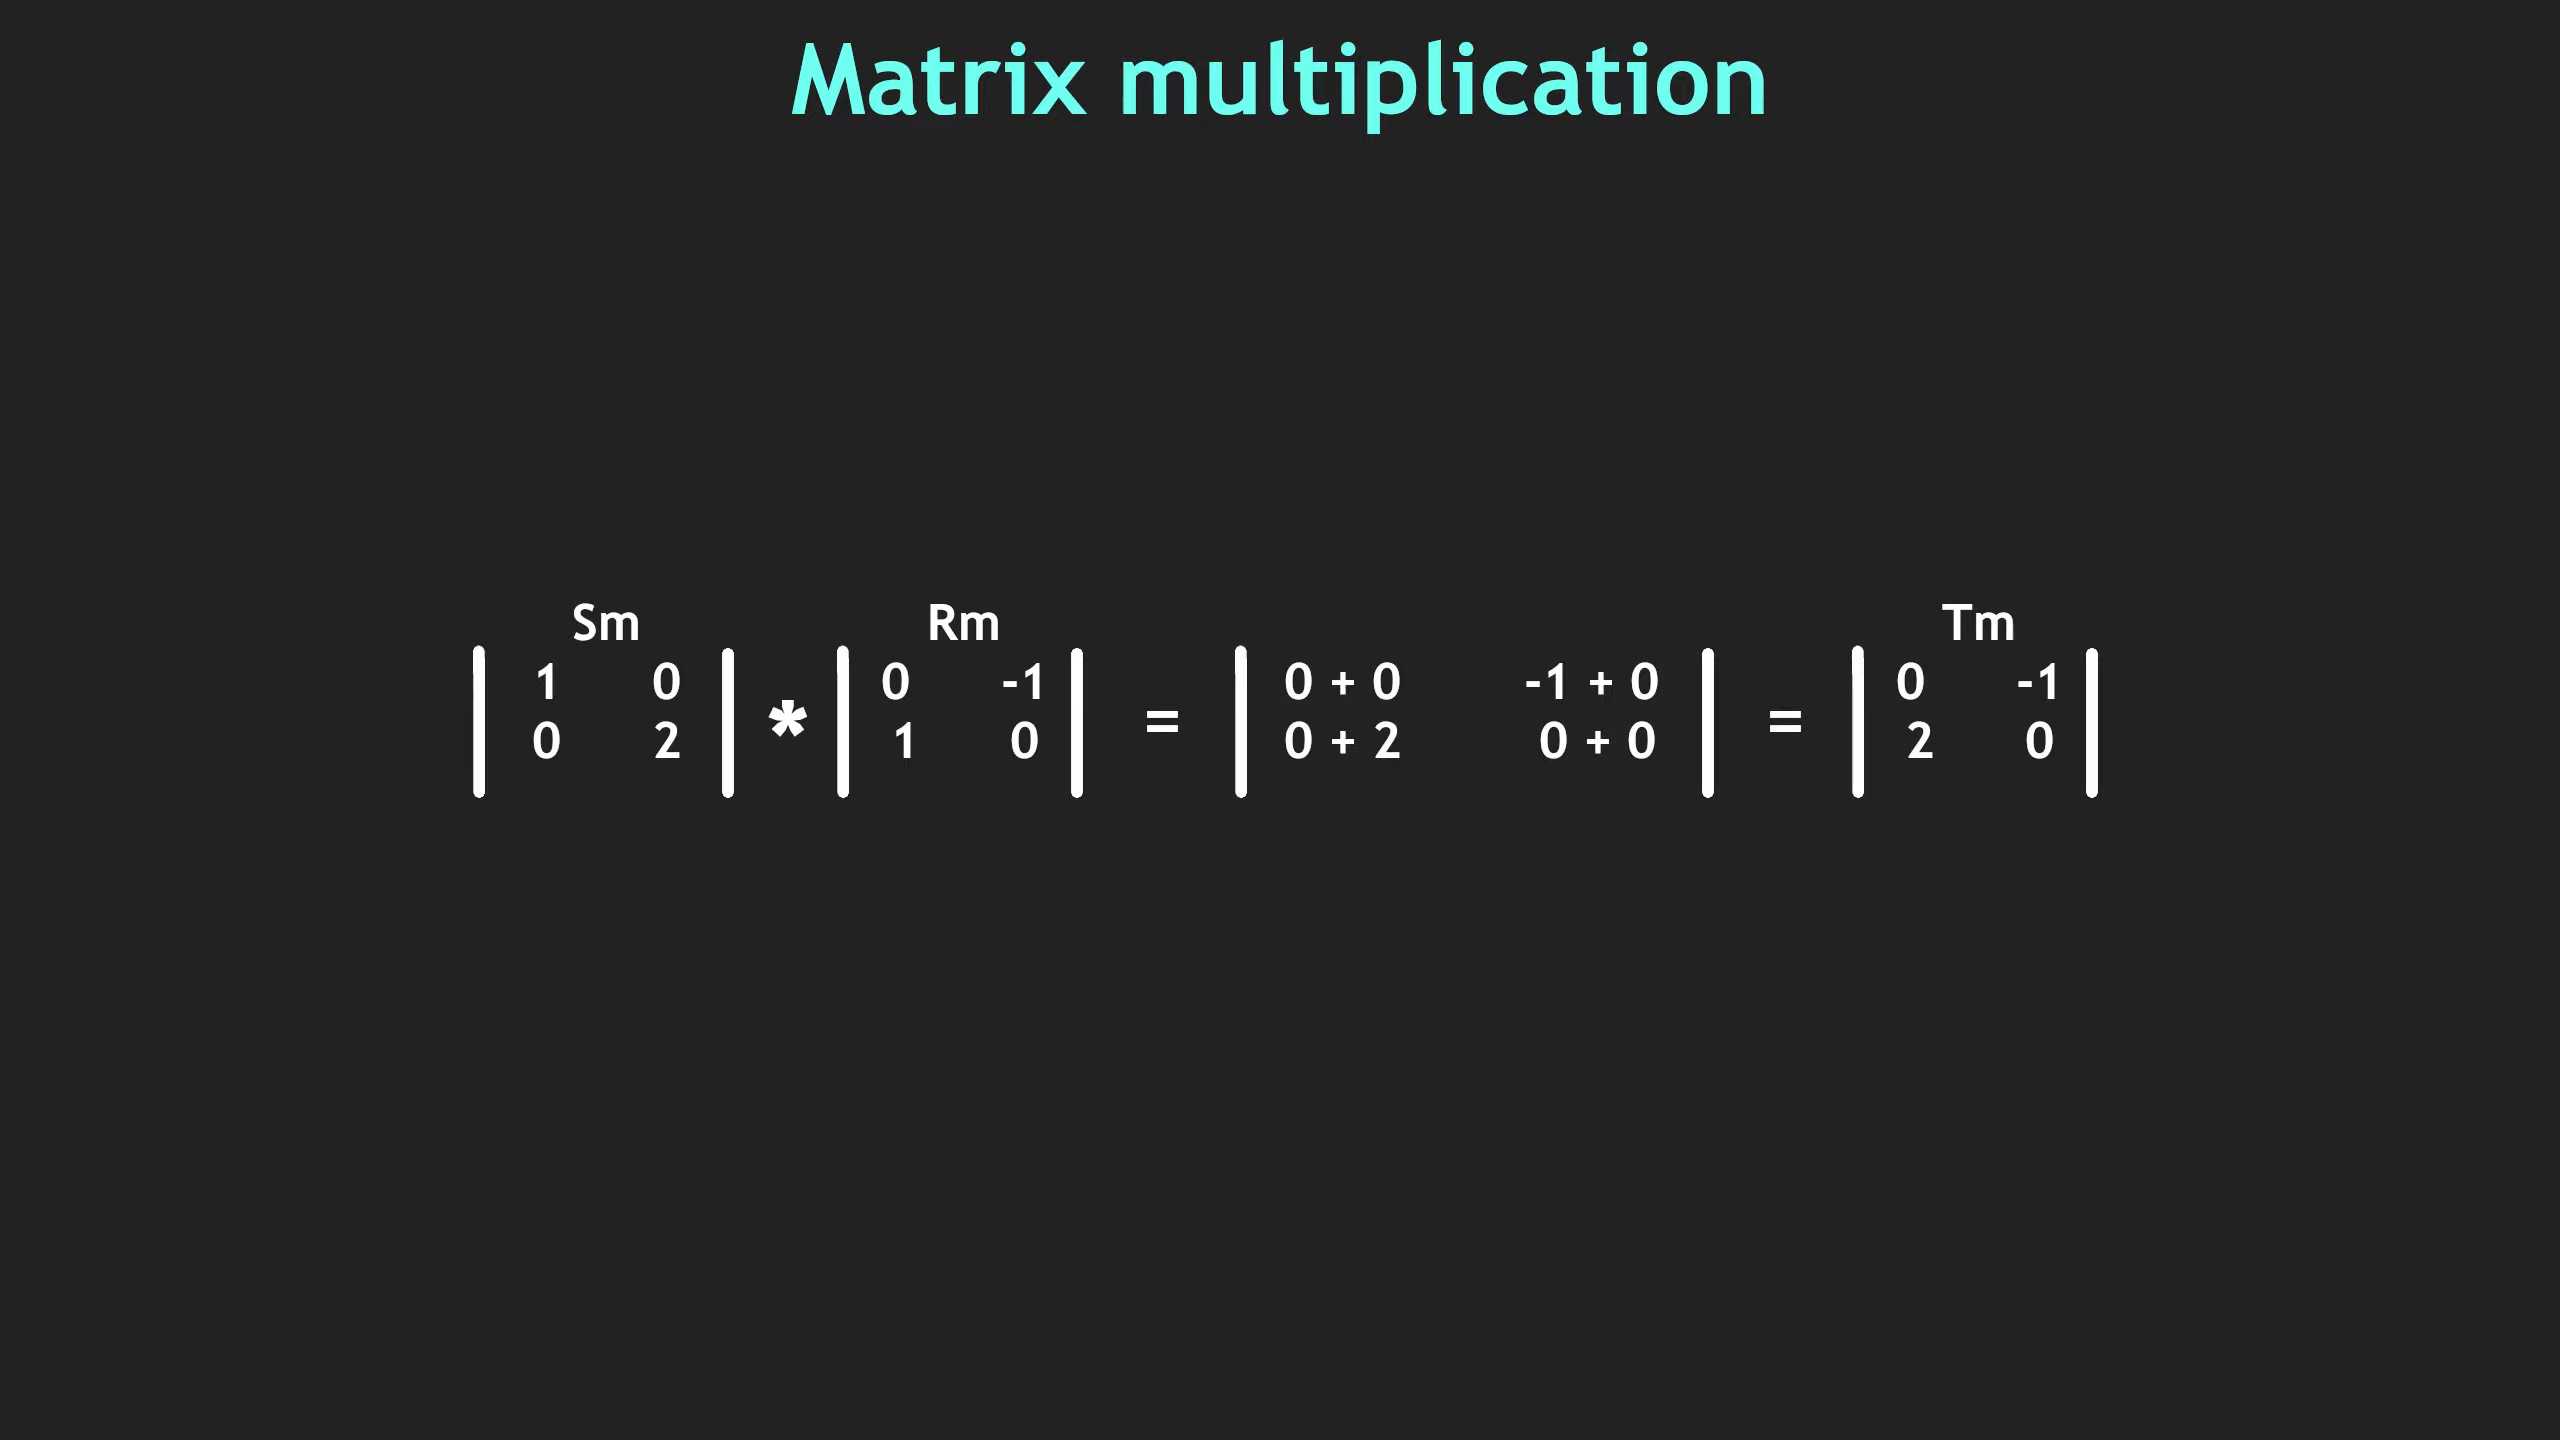 Matrix multiplication
Sm Rm Tm
| 1 0 | * | 0 -1 | = | 0 + 0 -1 + 0 | = | 0 -1 |
0 2 1 0 0 + 2 0 + 0 2 0